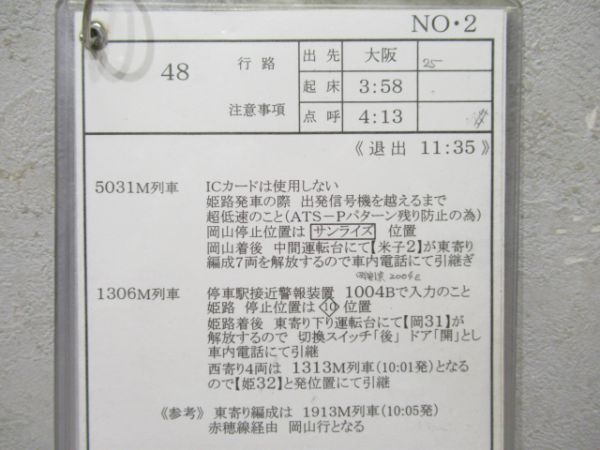 NO・2
48
行路
注意事項
出先 大阪 25
起床 3:58
点呼 4:13
《退出 11:35》
5031M列車 ICカードは使用しない
姫路発車の際 出発信号機を越えるまで
超低速のこと(ATS－Pパターン残り防止の為)
岡山停止位置は サンライズ 位置
岡山着後 中間運転台にて【米子2】が東寄り
編成7両を解放するので車内電話にて引継ぎ
1306M列車 停車駅接近警報装置 1004Bで入力のこと
姫路 停止位置は 10 位置
姫路着後 東寄り下り運転台にて【岡31】が
解放するので 切換スイッチ「後」 ドア「開」とし
車内電話にて引継
西寄り4両は 1313M列車(10:01発)となる
ので【姫32】と発位置にて引継
《参考》 東寄り編成は 1913M列車(10:05発)
赤穂線経由 岡山行となる